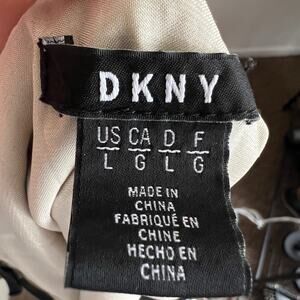 DKNY
US CA D F
L G L G
MADE IN
CHINA
FABRIQUÉ EN
CHINE
HECHO EN
CHINA